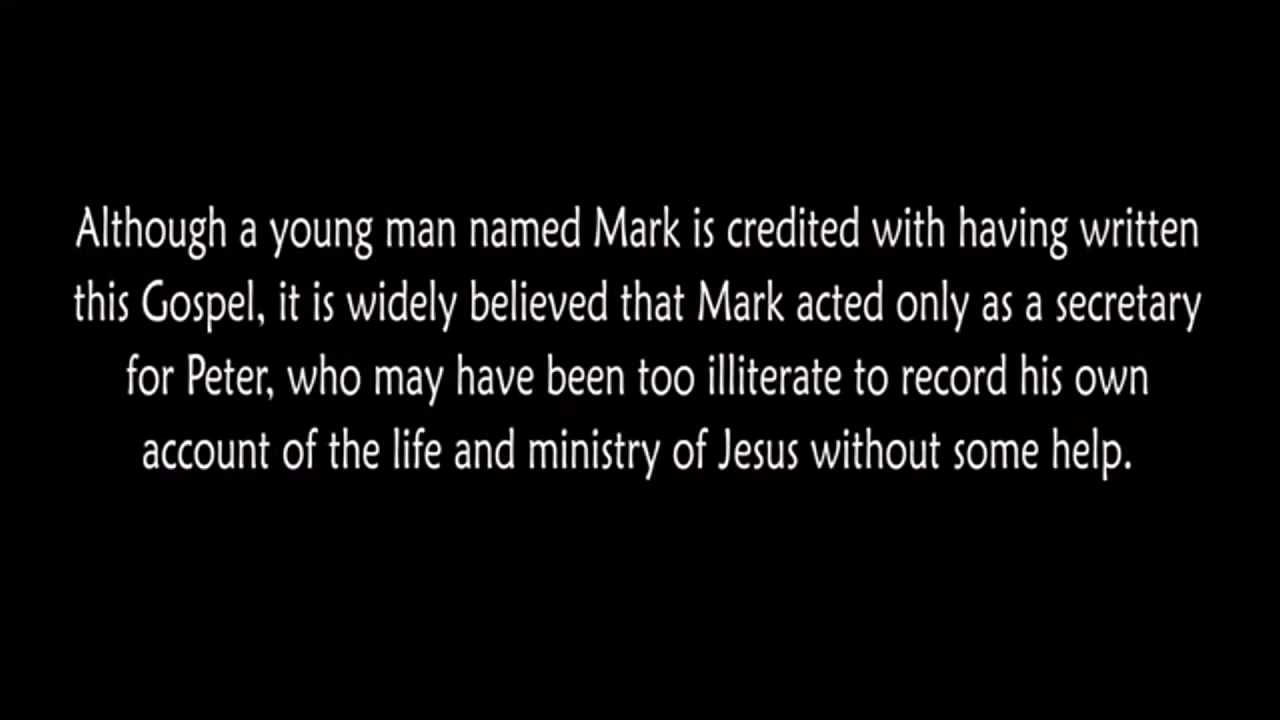 Although a young man named Mark is credited with having written
this Gospel, it is widely believed that Mark acted only as a secretary
for Peter, who may have been too illiterate to record his own
account of the life and ministry of Jesus without some help.